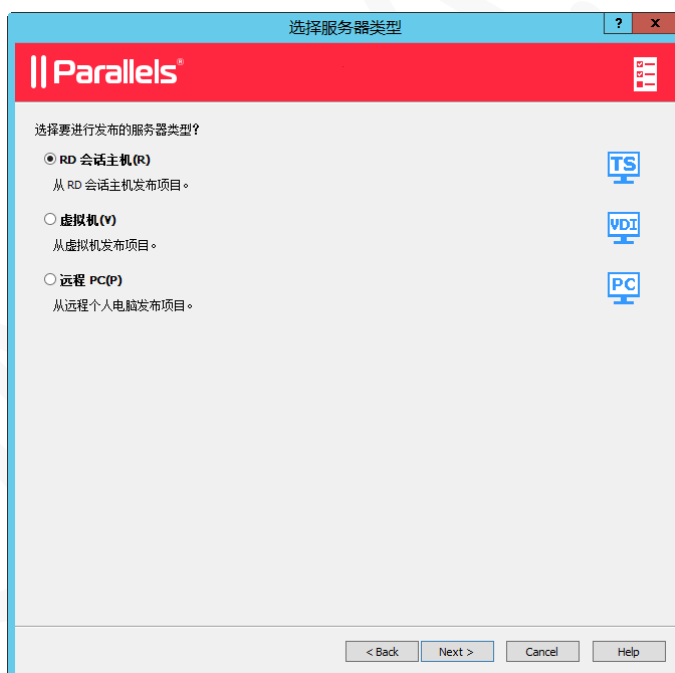 选择服务器类型
? x
|| Parallels®
选择要进行发布的服务器类型?
RD 会话主机(R)
从 RD 会话主机发布项目。
TS
虚拟机(V)
从虚拟机发布项目。
VDI
远程 PC(P)
从远程个人电脑发布项目。
PC
< Back Next > Cancel Help